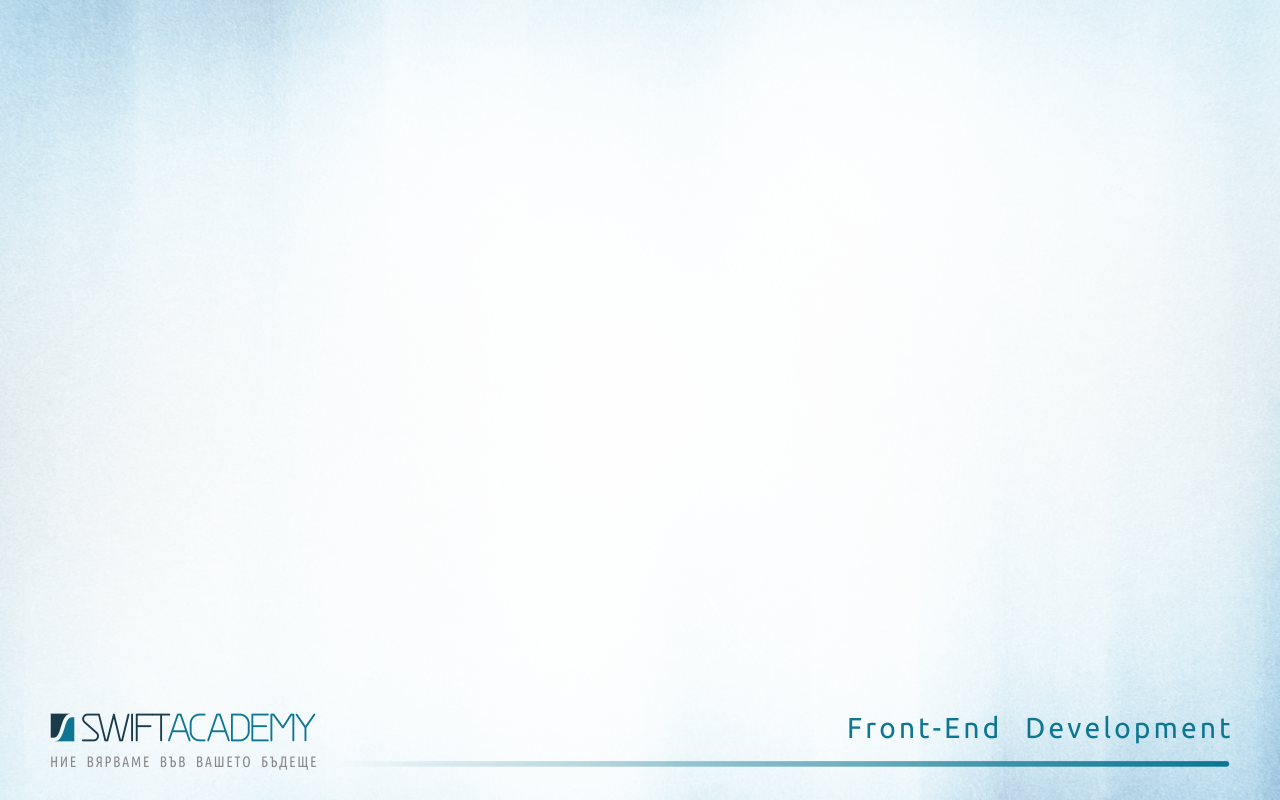 SWIFTACADEMY
НИЕ ВЯРВАМЕ ВЪВ ВАШЕТО БЪДЕЩЕ
Front-End Development